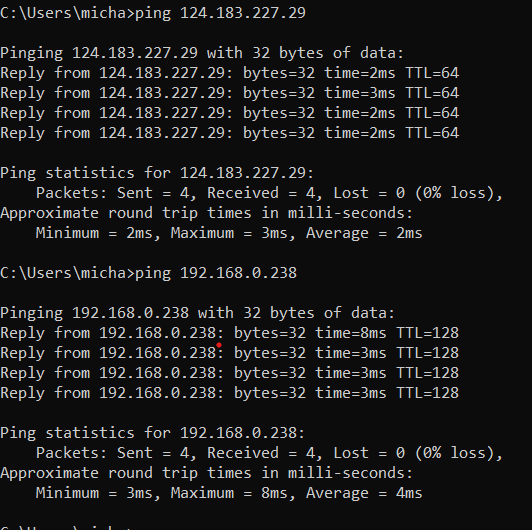 C:\Users\micha>ping 124.183.227.29
Pinging 124.183.227.29 with 32 bytes of data:
Reply from 124.183.227.29: bytes=32 time=2ms TTL=64
Reply from 124.183.227.29: bytes=32 time=3ms TTL=64
Reply from 124.183.227.29: bytes=32 time=2ms TTL=64
Reply from 124.183.227.29: bytes=32 time=2ms TTL=64
Ping statistics for 124.183.227.29:
    Packets: Sent = 4, Received = 4, Lost = 0 (0% loss),
Approximate round trip times in milli-seconds:
    Minimum = 2ms, Maximum = 3ms, Average = 2ms
C:\Users\micha>ping 192.168.0.238
Pinging 192.168.0.238 with 32 bytes of data:
Reply from 192.168.0.238: bytes=32 time=8ms TTL=128
Reply from 192.168.0.238: bytes=32 time=3ms TTL=128
Reply from 192.168.0.238: bytes=32 time=3ms TTL=128
Reply from 192.168.0.238: bytes=32 time=3ms TTL=128
Ping statistics for 192.168.0.238:
    Packets: Sent = 4, Received = 4, Lost = 0 (0% loss),
Approximate round trip times in milli-seconds:
    Minimum = 3ms, Maximum = 8ms, Average = 4ms